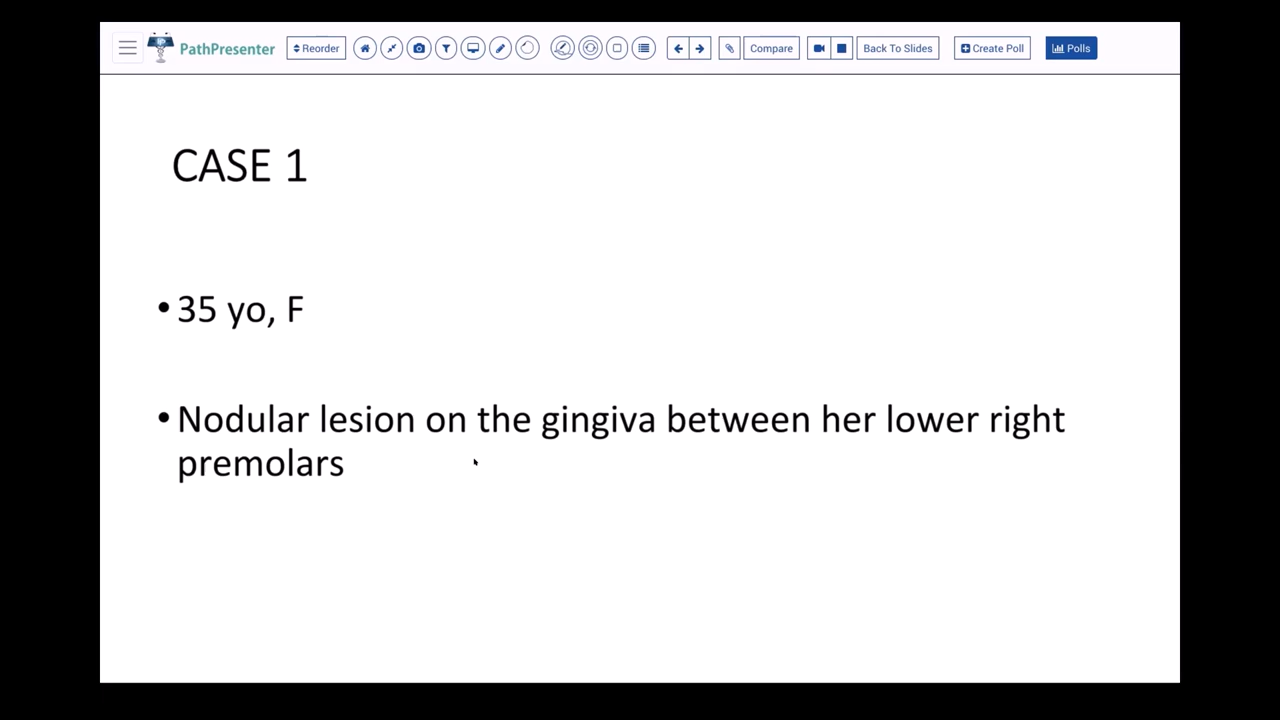 PathPresenter Reorder Compare Back To Slides Create Poll Polls
CASE 1
• 35 yo, F
• Nodular lesion on the gingiva between her lower right
premolars